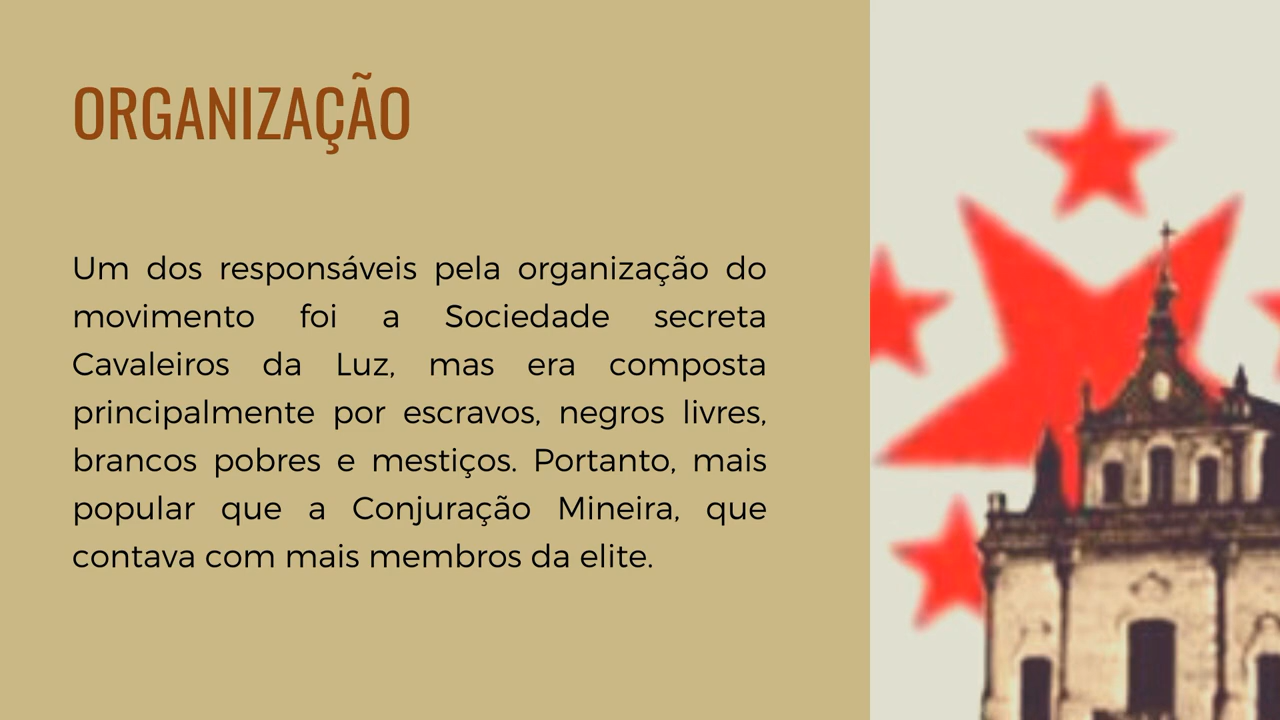 ORGANIZAÇÃO
Um dos responsáveis pela organização do
movimento foi a Sociedade secreta
Cavaleiros da Luz, mas era composta
principalmente por escravos, negros livres,
brancos pobres e mestiços. Portanto, mais
popular que a Conjuração Mineira, que
contava com mais membros da elite.